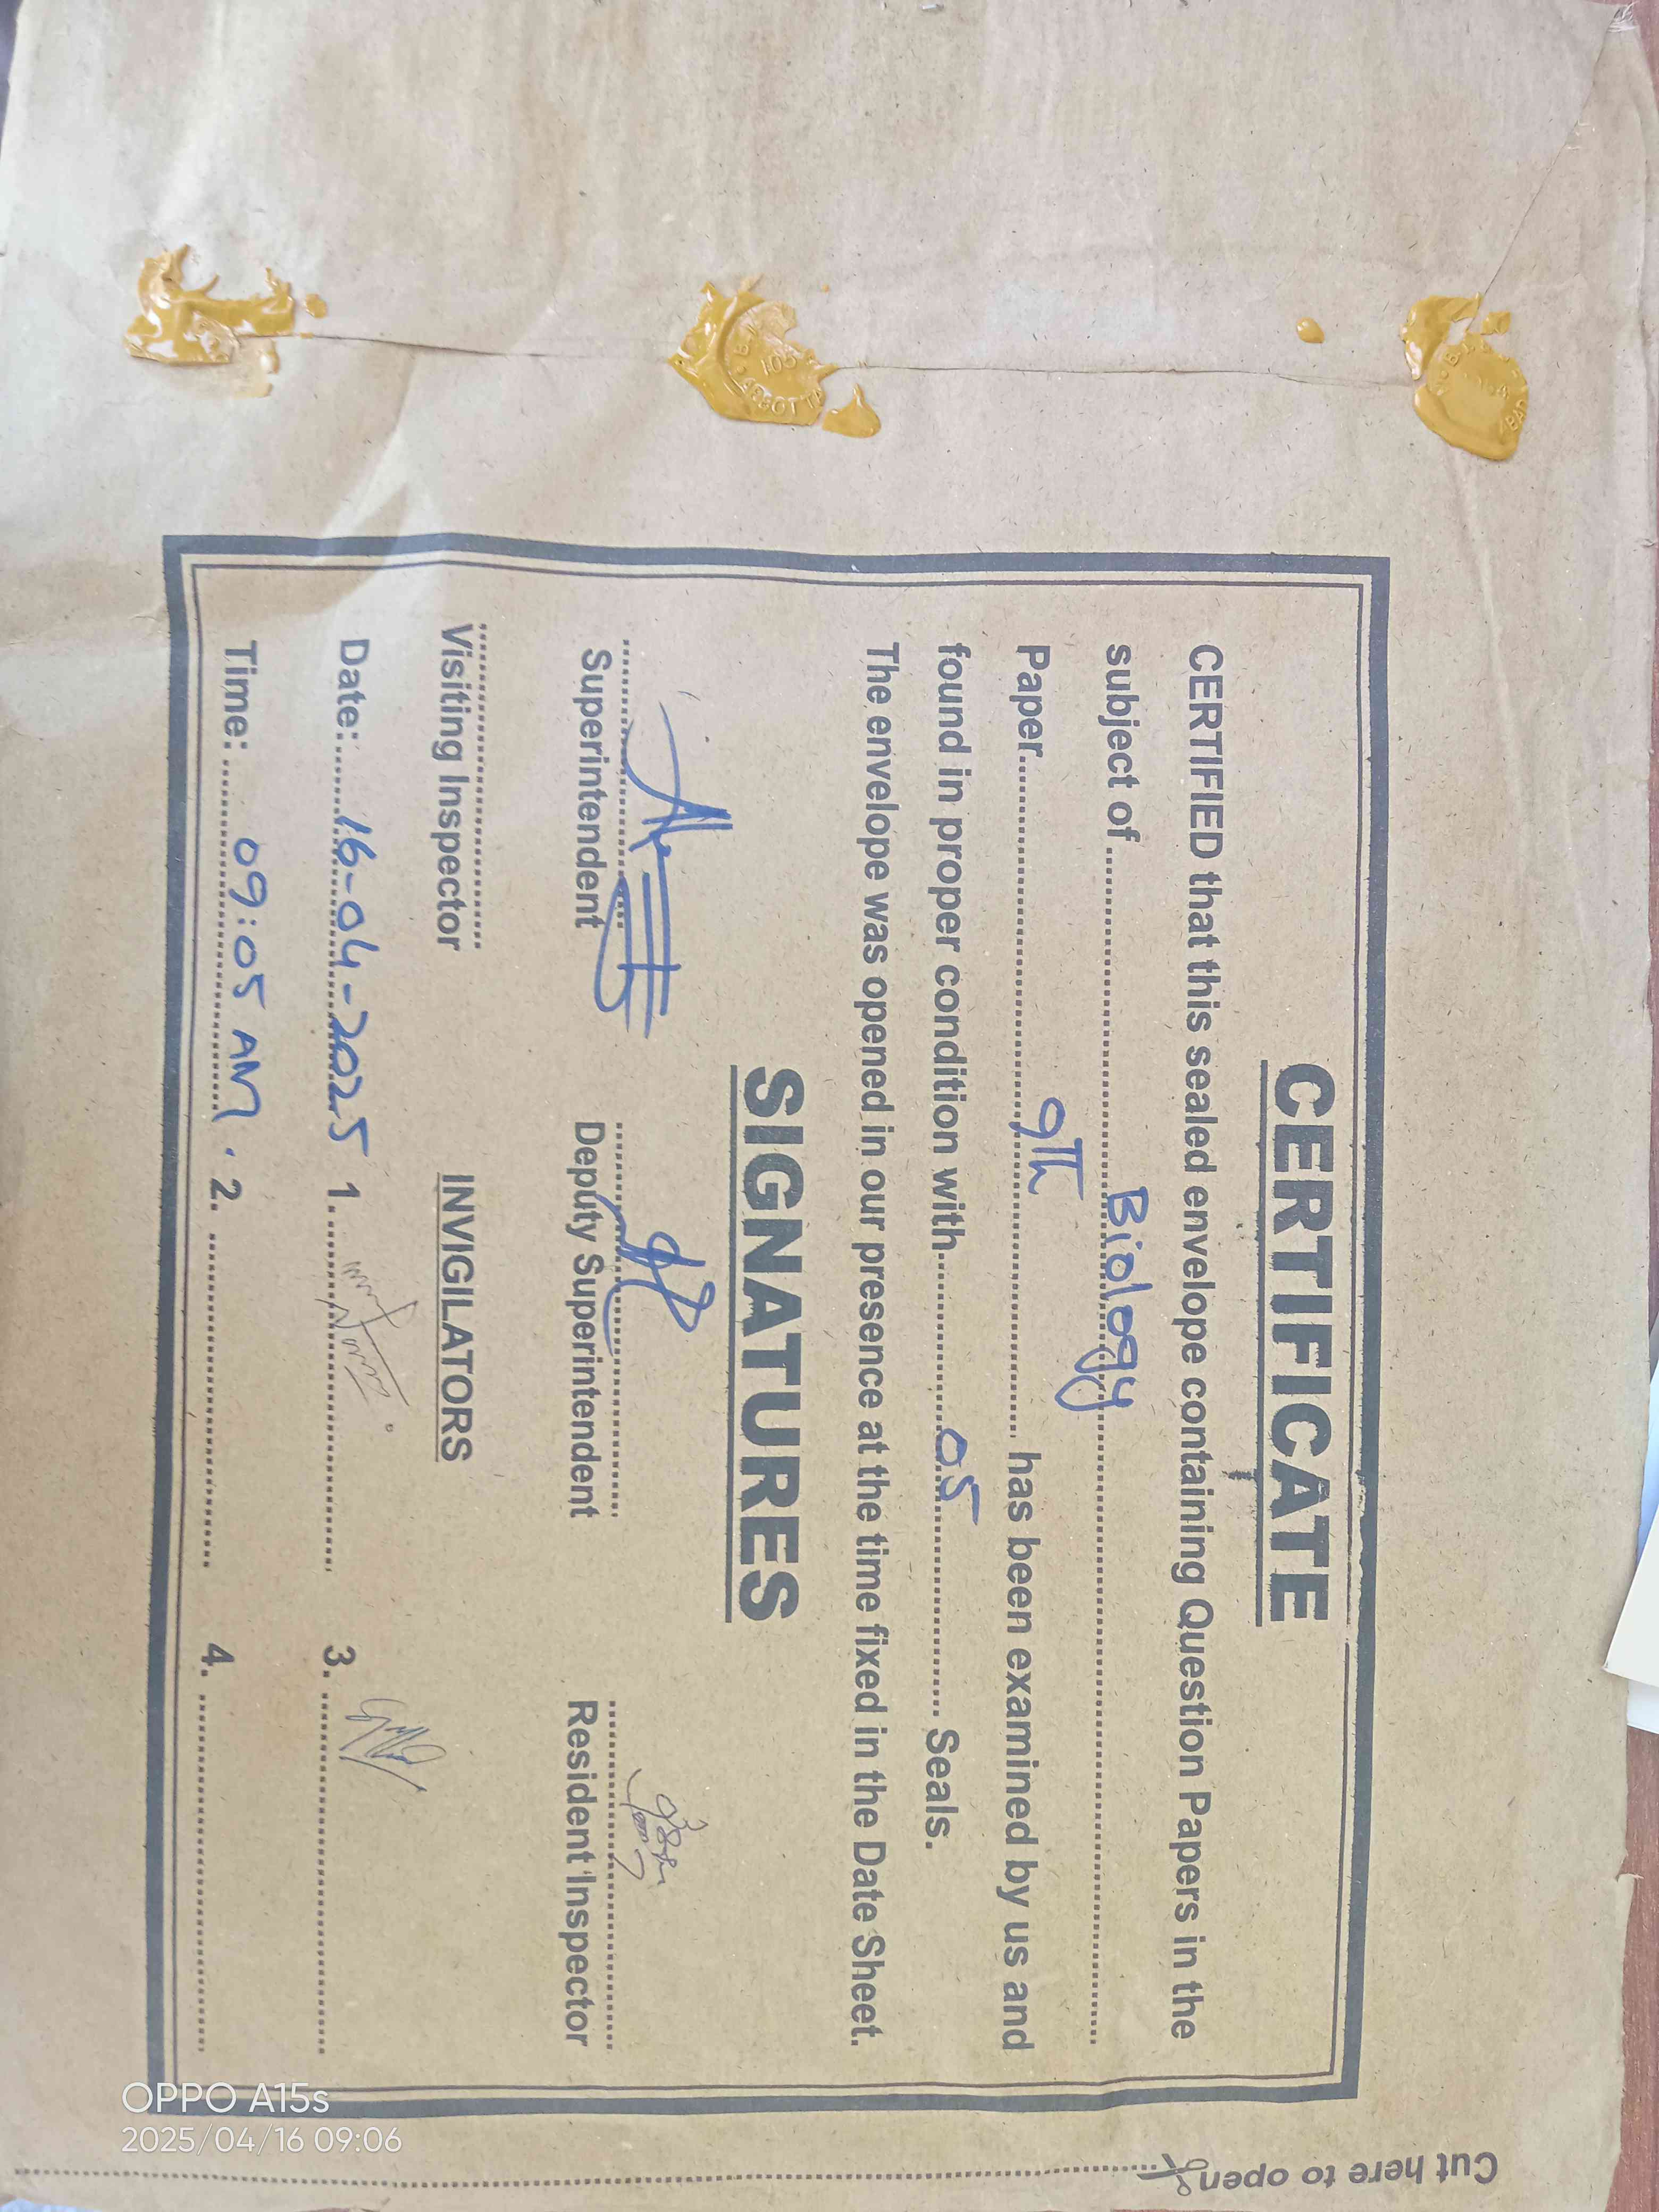 CERTIFICATE
CERTIFIED that this sealed envelope containing Question Papers in the
subject of Biology
Paper 9Th has been examined by us and
found in proper condition with 05 Seals.
The envelope was opened in our presence at the time fixed in the Date Sheet.
SIGNATURES
Superintendent Deputy Superintendent Resident Inspector
Visiting Inspector INVIGILATORS
Date: 16-04-2025 1. 3.
Time: 09:05 AM. 2. 4.
Cut here to open
105
OPPO A15s
2025/04/16 09:06